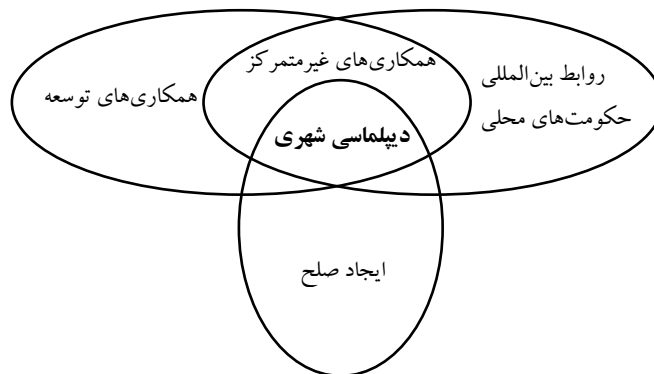 همکاری‌های غیرمتمرکز
روابط بین‌المللی
حکومت‌های محلی
همکاری‌های توسعه
دیپلماسی شهری
ایجاد صلح